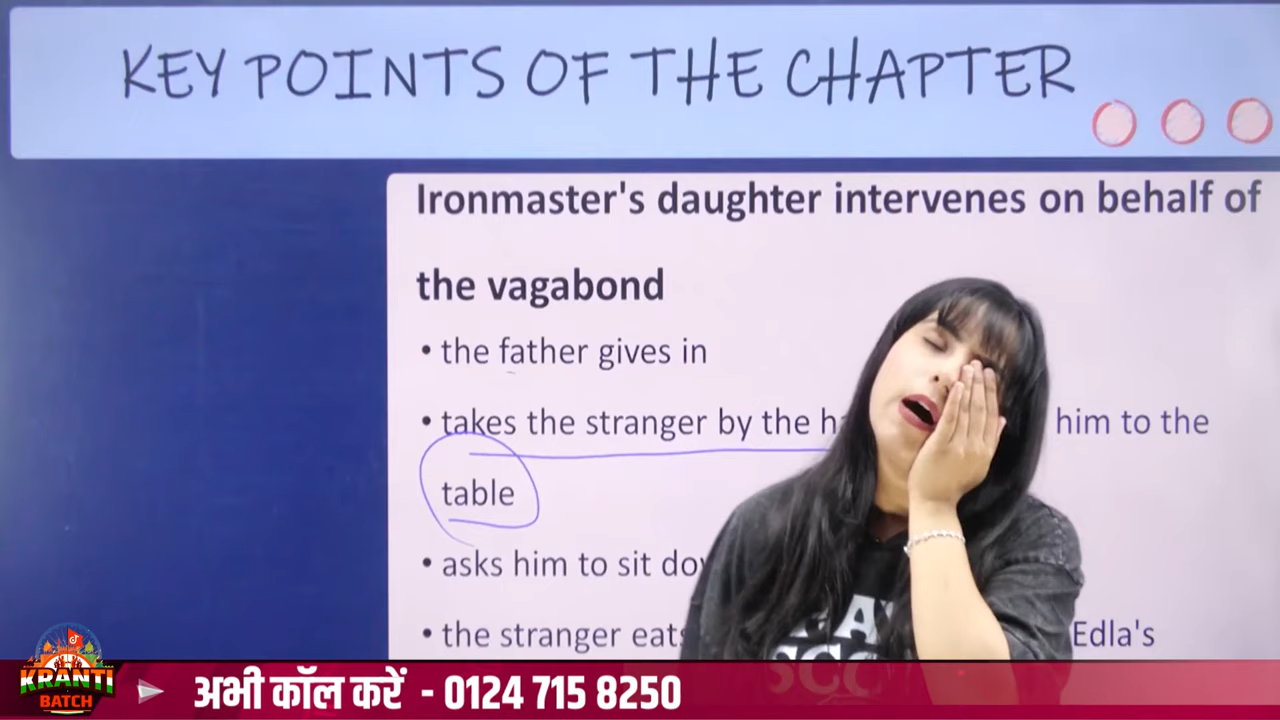 KEY POINTS OF THE CHAPTER
Ironmaster's daughter intervenes on behalf of
the vagabond
• the father gives in
• takes the stranger by the him to the
table
• asks him to sit
• the stranger Edla's
KRANTI
BATCH
अभी कॉल करें - 0124 715 8250